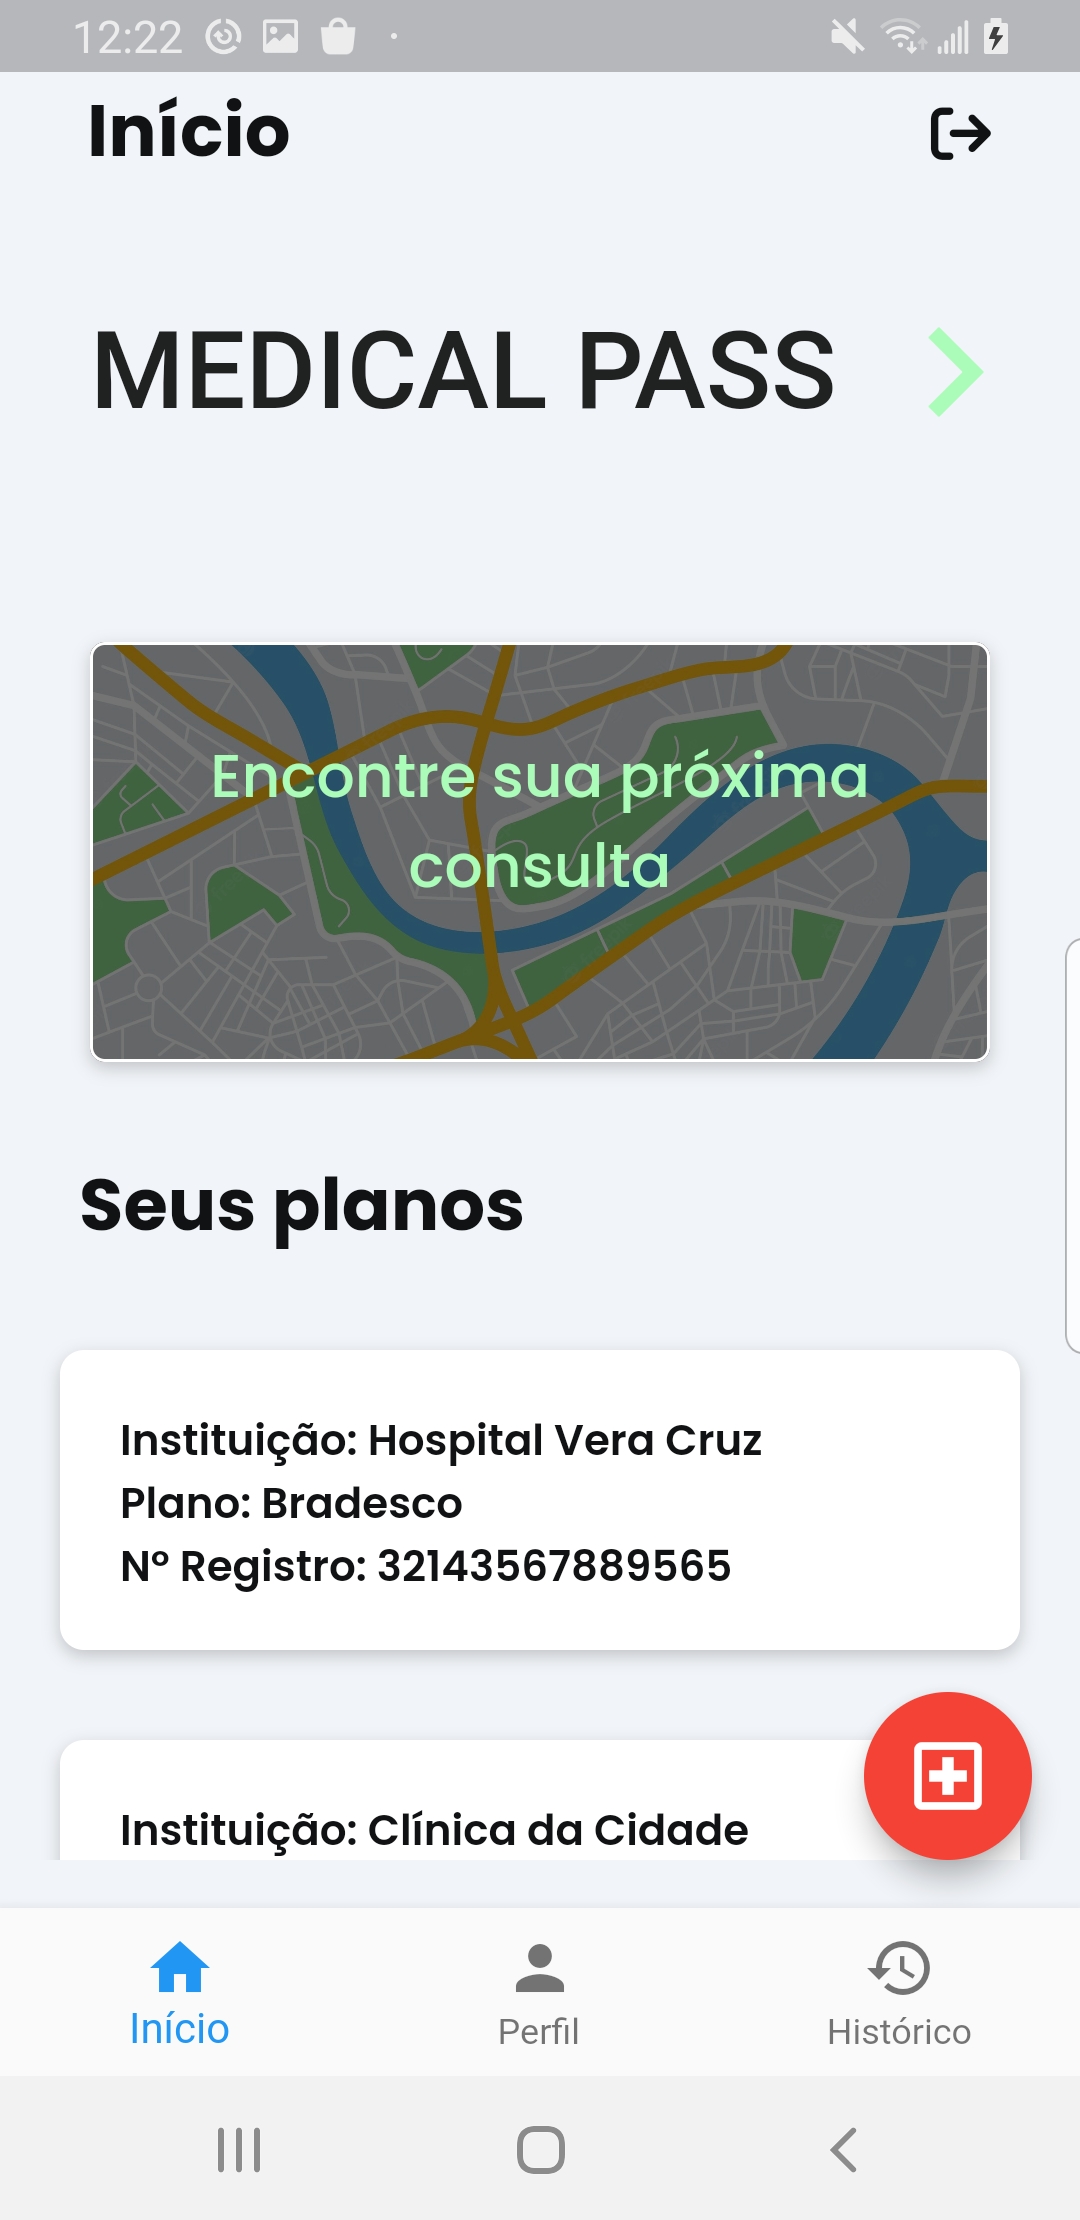 12:22
Início
MEDICAL PASS
Encontre sua próxima
consulta
Seus planos
Instituição: Hospital Vera Cruz
Plano: Bradesco
Nº Registro: 32143567889565
Instituição: Clínica da Cidade
Início
Perfil
Histórico